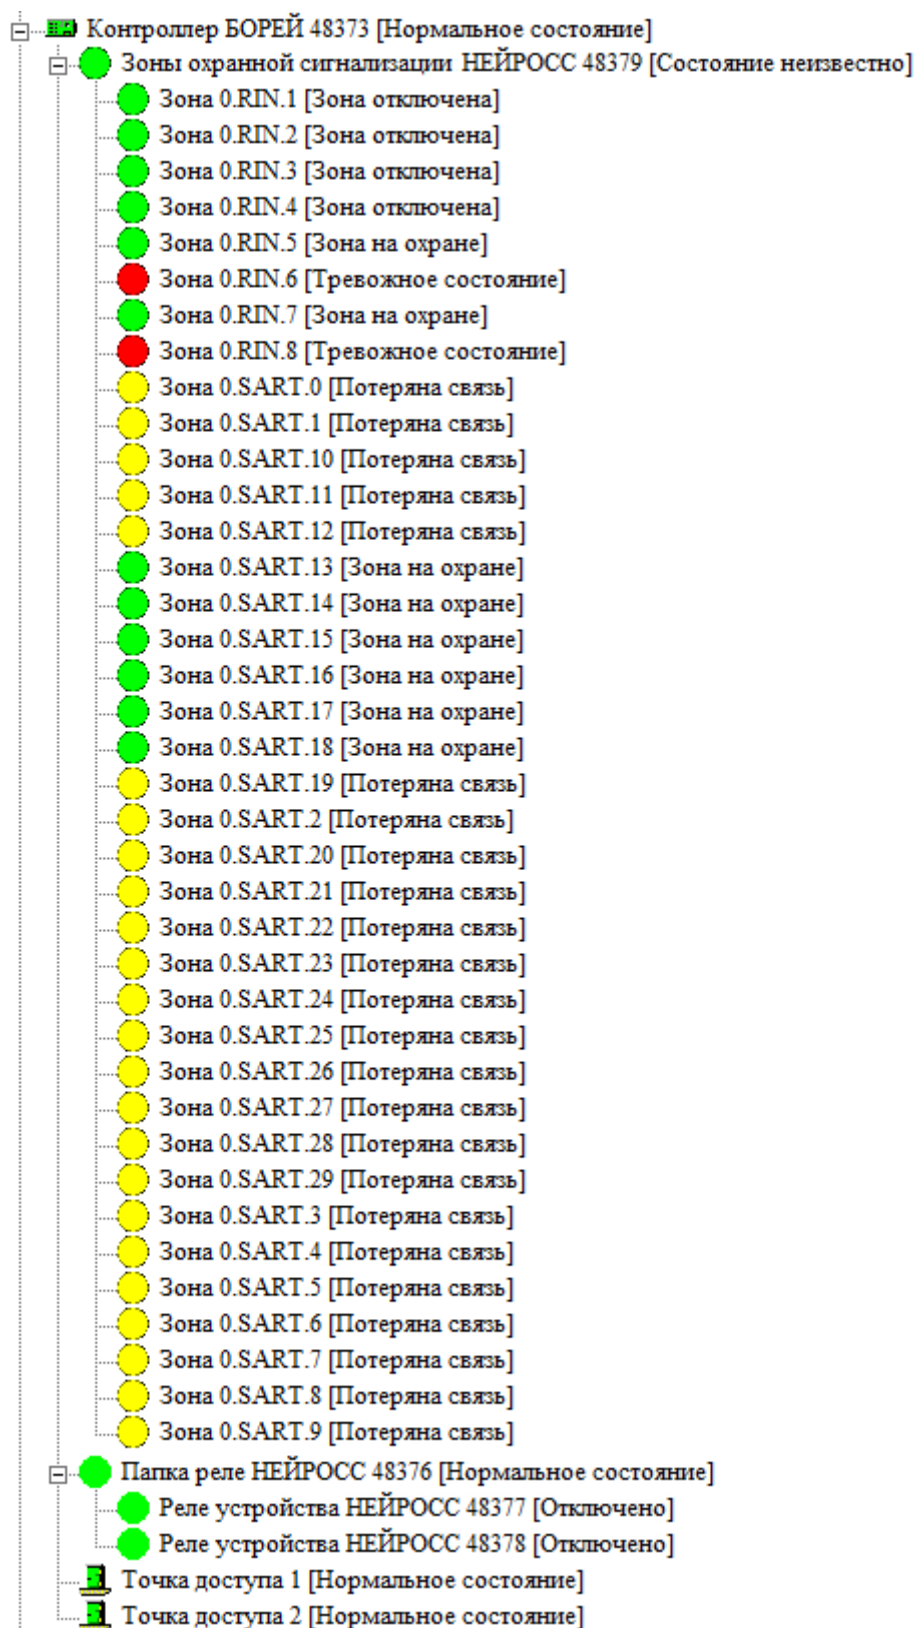 Контроллер БОРЕЙ 48373 [Нормальное состояние]
Зоны охранной сигнализации НЕЙРОСС 48379 [Состояние неизвестно]
Зона 0.RIN.1 [Зона отключена]
Зона 0.RIN.2 [Зона отключена]
Зона 0.RIN.3 [Зона отключена]
Зона 0.RIN.4 [Зона отключена]
Зона 0.RIN.5 [Зона на охране]
Зона 0.RIN.6 [Тревожное состояние]
Зона 0.RIN.7 [Зона на охране]
Зона 0.RIN.8 [Тревожное состояние]
Зона 0.SART.0 [Потеряна связь]
Зона 0.SART.1 [Потеряна связь]
Зона 0.SART.10 [Потеряна связь]
Зона 0.SART.11 [Потеряна связь]
Зона 0.SART.12 [Потеряна связь]
Зона 0.SART.13 [Зона на охране]
Зона 0.SART.14 [Зона на охране]
Зона 0.SART.15 [Зона на охране]
Зона 0.SART.16 [Зона на охране]
Зона 0.SART.17 [Зона на охране]
Зона 0.SART.18 [Зона на охране]
Зона 0.SART.19 [Потеряна связь]
Зона 0.SART.2 [Потеряна связь]
Зона 0.SART.20 [Потеряна связь]
Зона 0.SART.21 [Потеряна связь]
Зона 0.SART.22 [Потеряна связь]
Зона 0.SART.23 [Потеряна связь]
Зона 0.SART.24 [Потеряна связь]
Зона 0.SART.25 [Потеряна связь]
Зона 0.SART.26 [Потеряна связь]
Зона 0.SART.27 [Потеряна связь]
Зона 0.SART.28 [Потеряна связь]
Зона 0.SART.29 [Потеряна связь]
Зона 0.SART.3 [Потеряна связь]
Зона 0.SART.4 [Потеряна связь]
Зона 0.SART.5 [Потеряна связь]
Зона 0.SART.6 [Потеряна связь]
Зона 0.SART.7 [Потеряна связь]
Зона 0.SART.8 [Потеряна связь]
Зона 0.SART.9 [Потеряна связь]
Папка реле НЕЙРОСС 48376 [Нормальное состояние]
Реле устройства НЕЙРОСС 48377 [Отключено]
Реле устройства НЕЙРОСС 48378 [Отключено]
Точка доступа 1 [Нормальное состояние]
Точка доступа 2 [Нормальное состояние]